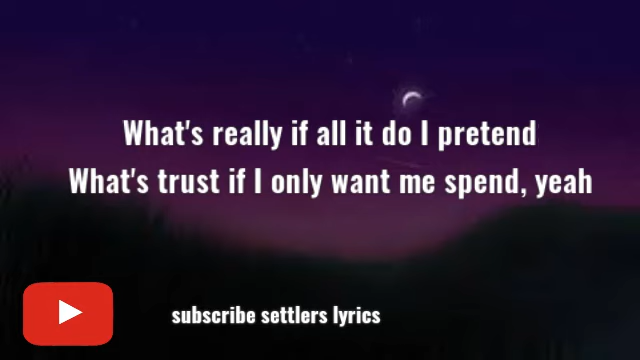 What's really if all it do I pretend
What's trust if I only want me spend, yeah
subscribe settlers lyrics